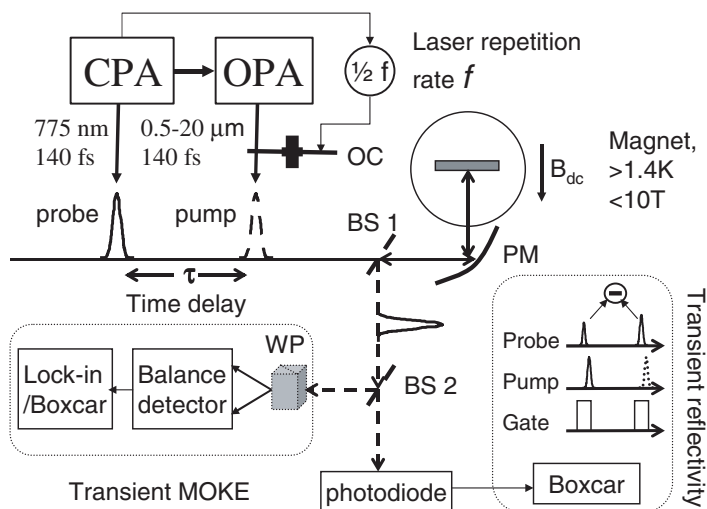 CPA
OPA
½ f
Laser repetition
rate f
775 nm
140 fs
0.5-20 μm
140 fs
OC
Magnet,
>1.4K
<10T
Bdc
probe
pump
BS 1
PM
τ
Time delay
WP
Lock-in
/Boxcar
Balance
detector
BS 2
Transient MOKE
photodiode
Boxcar
Probe
Pump
Gate
Transient reflectivity